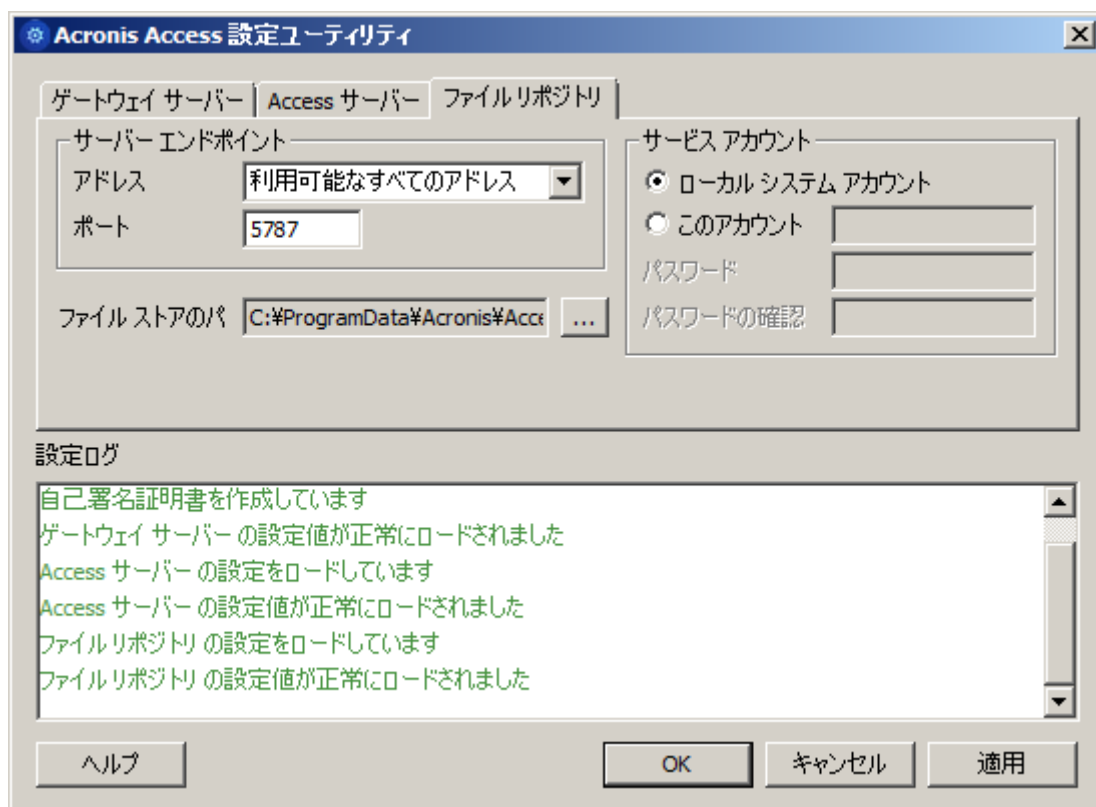 Acronis Access 設定ユーティリティ
ゲートウェイ サーバー
Access サーバー
ファイル リポジトリ
サーバー エンドポイント
アドレス
利用可能なすべてのアドレス
ポート
5787
ファイル ストアのパ
C:¥ProgramData¥Acronis¥Acce
...
サービス アカウント
ローカル システム アカウント
このアカウント
パスワード
パスワードの確認
設定ログ
自己署名証明書を作成しています
ゲートウェイ サーバー の設定値が正常にロードされました
Access サーバー の設定をロードしています
Access サーバー の設定値が正常にロードされました
ファイル リポジトリ の設定をロードしています
ファイル リポジトリ の設定値が正常にロードされました
ヘルプ
OK
キャンセル
適用